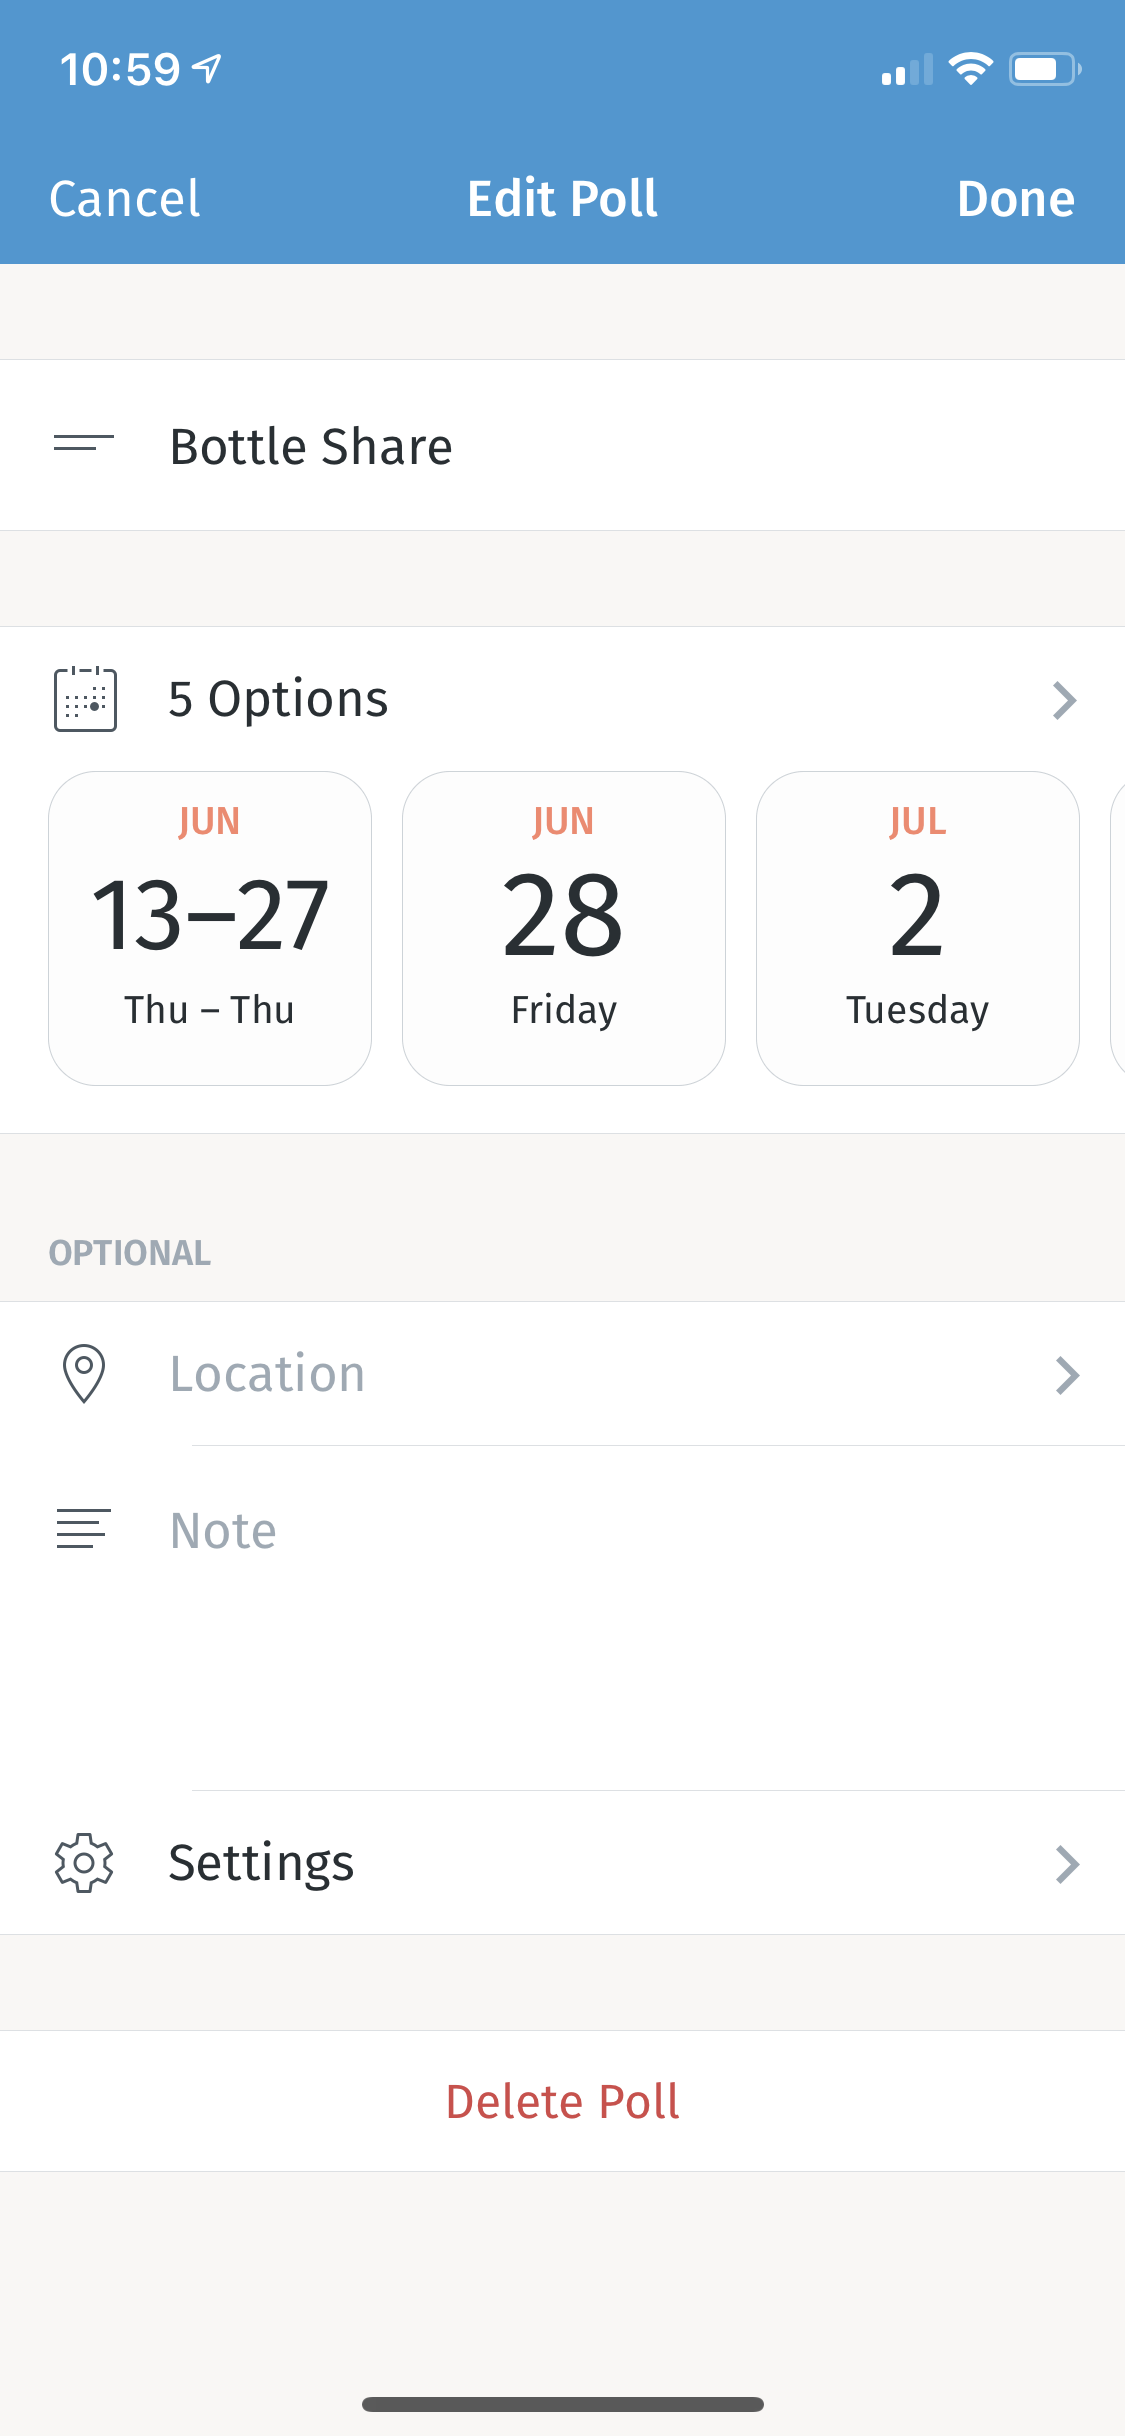 10:59
Cancel Edit Poll Done
Bottle Share
5 Options
JUN
13–27
Thu – Thu
JUN
28
Friday
JUL
2
Tuesday
OPTIONAL
Location
Note
Settings
Delete Poll